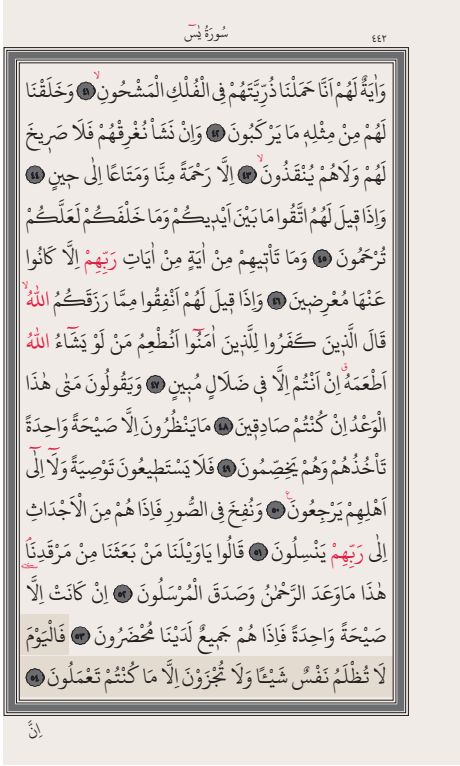 سُورَةُ يٰسٓ ٤٤٢
وَاٰيَةٌ لَهُمْ اَنَّا حَمَلْنَا ذُرِّيَّتَهُمْ فِي الْفُلْكِ الْمَشْحُونِۙ ﴿٤١﴾ وَخَلَقْنَا
لَهُمْ مِنْ مِثْلِهٖ مَا يَرْكَبُونَ ﴿٤٢﴾ وَاِنْ نَشَأْ نُغْرِقْهُمْ فَلَا صَرٖيخَ
لَهُمْ وَلَاهُمْ يُنْقَذُونَۙ ﴿٤٣﴾ اِلَّا رَحْمَةً مِنَّا وَمَتَاعًا اِلٰى حٖينٍ ﴿٤٤﴾
وَاِذَا قٖيلَ لَهُمُ اتَّقُوا مَا بَيْنَ اَيْدٖيكُمْ وَمَا خَلْفَكُمْ لَعَلَّكُمْ
تُرْحَمُونَ ﴿٤٥﴾ وَمَا تَأْتٖيهِمْ مِنْ اٰيَةٍ مِنْ اٰيَاتِ رَبِّهِمْ اِلَّا كَانُوا
عَنْهَا مُعْرِضٖينَ ﴿٤٦﴾ وَاِذَا قٖيلَ لَهُمْ اَنْفِقُوا مِمَّا رَزَقَكُمُ اللّٰهُۙ
قَالَ الَّذٖينَ كَفَرُوا لِلَّذٖينَ اٰمَنُٓوا اَنُطْعِمُ مَنْ لَوْ يَشَٓاءُ اللّٰهُ
اَطْعَمَهُۗ اِنْ اَنْتُمْ اِلَّا فٖي ضَلَالٍ مُبٖينٍ ﴿٤٧﴾ وَيَقُولُونَ مَتٰى هٰذَا
الْوَعْدُ اِنْ كُنْتُمْ صَادِقٖينَ ﴿٤٨﴾ مَايَنْظُرُونَ اِلَّا صَيْحَةً وَاحِدَةً
تَأْخُذُهُمْ وَهُمْ يَخِصِّمُونَ ﴿٤٩﴾ فَلَا يَسْتَطٖيعُونَ تَوْصِيَةً وَلَٓا اِلٰٓى
اَهْلِهِمْ يَرْجِعُونَ ﴿٥٠﴾ وَنُفِخَ فِي الصُّورِ فَاِذَا هُمْ مِنَ الْاَجْدَاثِ
اِلٰى رَبِّهِمْ يَنْسِلُونَ ﴿٥١﴾ قَالُوا يَاوَيْلَنَا مَنْ بَعَثَنَا مِنْ مَرْقَدِنَا
هٰذَا مَاوَعَدَ الرَّحْمٰنُ وَصَدَقَ الْمُرْسَلُونَ ﴿٥٢﴾ اِنْ كَانَتْ اِلَّا
صَيْحَةً وَاحِدَةً فَاِذَا هُمْ جَمٖيعٌ لَدَيْنَا مُحْضَرُونَ ﴿٥٣﴾ فَالْيَوْمَ
لَا تُظْلَمُ نَفْسٌ شَيْـًٔا وَلَا تُجْزَوْنَ اِلَّا مَا كُنْتُمْ تَعْمَلُونَ ﴿٥٤﴾
اِنَّ